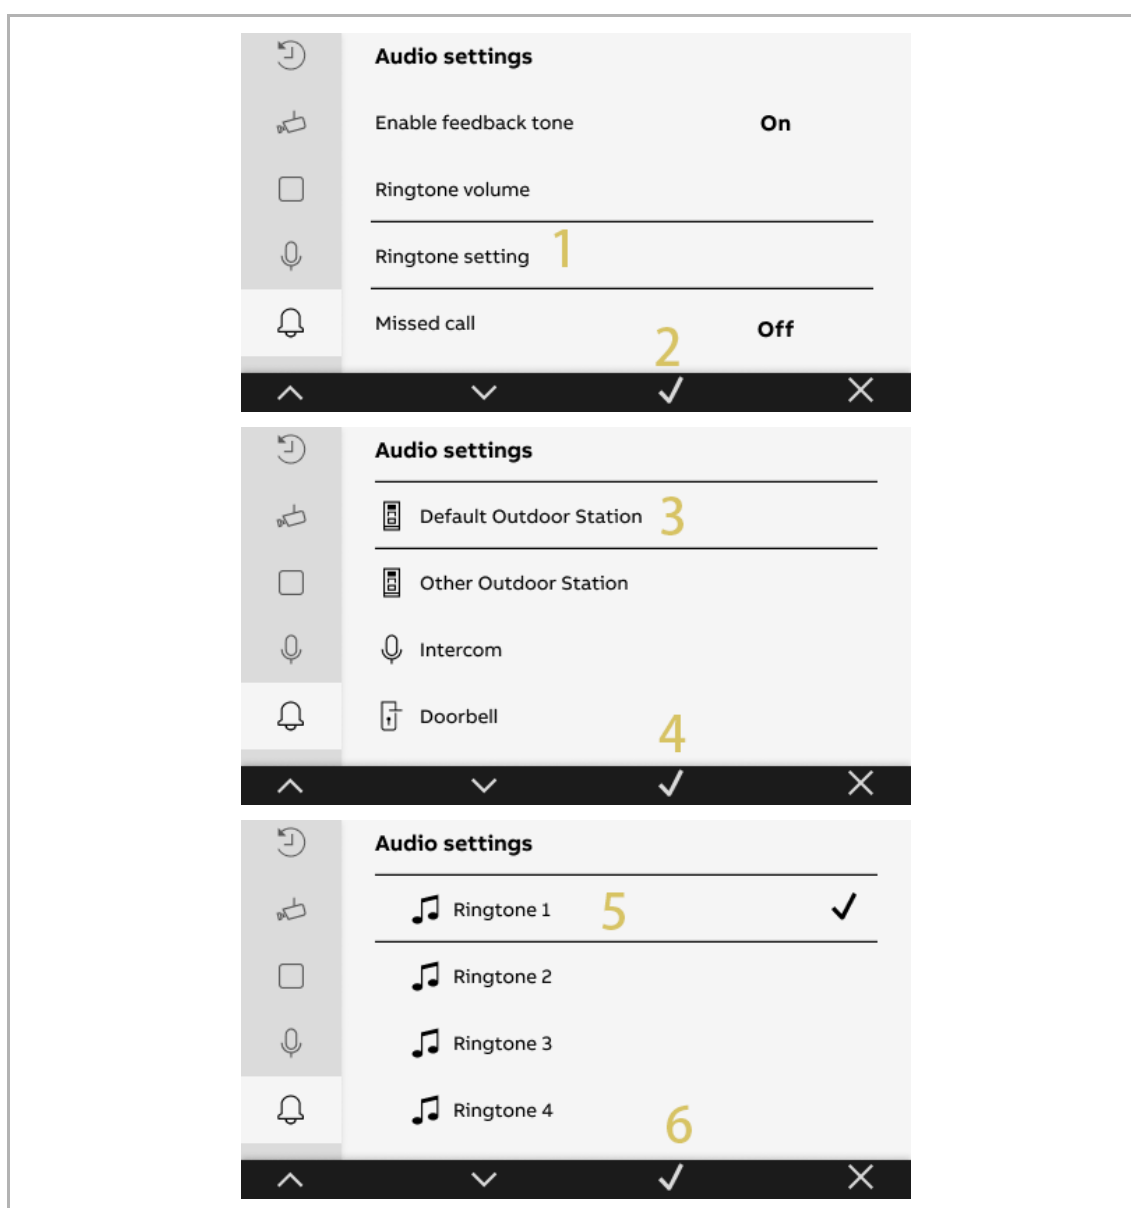 Audio settings
Enable feedback tone On
Ringtone volume
Ringtone setting 1
Missed call 2 Off
Audio settings
Default Outdoor Station 3
Other Outdoor Station
Intercom
Doorbell 4
Audio settings
Ringtone 1 5
Ringtone 2
Ringtone 3
Ringtone 4 6